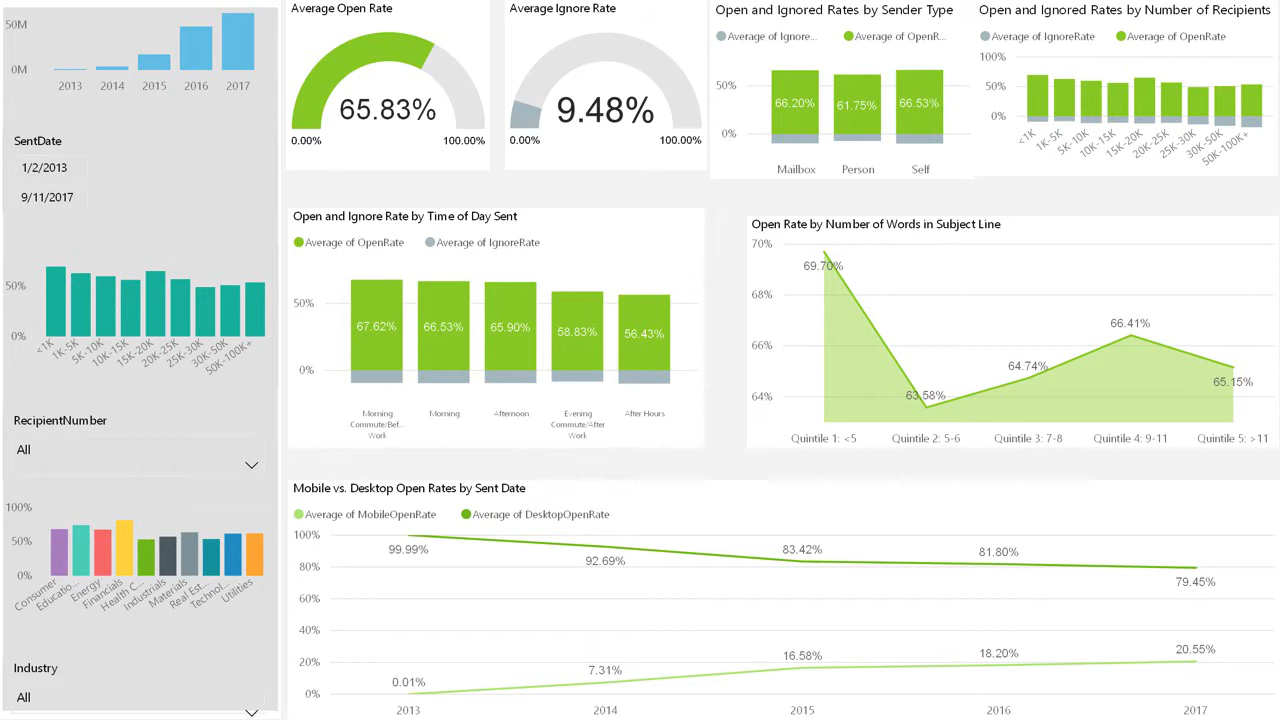 50M
0M
2013 2014 2015 2016 2017
SentDate
1/2/2013
9/11/2017
50%
0%
<1K 1K-5K 5K-10K 10K-15K 15K-20K 20K-25K 25K-30K 30K-50K 50K-100K+
RecipientNumber
All
100%
50%
0%
Consumer Educatio... Energy Financials Health C... Industrials Materials Real Est... Technol... Utilities
Industry
All
Average Open Rate
65.83%
0.00% 100.00%
Average Ignore Rate
9.48%
0.00% 100.00%
Open and Ignored Rates by Sender Type
Average of Ignore... Average of OpenR...
50%
66.20% 61.75% 66.53%
0%
Mailbox Person Self
Open and Ignored Rates by Number of Recipients
Average of IgnoreRate Average of OpenRate
100%
50%
0%
<1K 1K-5K 5K-10K 10K-15K 15K-20K 20K-25K 25K-30K 30K-50K 50K-100K+
Open and Ignore Rate by Time of Day Sent
Average of OpenRate Average of IgnoreRate
50%
67.62% 66.53% 65.90% 58.83% 56.43%
0%
Morning Commute/Bef... Work Morning Afternoon Evening Commute/After Work After Hours
Open Rate by Number of Words in Subject Line
70%
69.70%
68%
66.41%
66%
64.74%
65.15%
64%
63.58%
Quintile 1: <5 Quintile 2: 5-6 Quintile 3: 7-8 Quintile 4: 9-11 Quintile 5: >11
Mobile vs. Desktop Open Rates by Sent Date
Average of MobileOpenRate Average of DesktopOpenRate
100%
99.99% 92.69% 83.42% 81.80% 79.45%
80%
60%
40%
20%
0.01% 7.31% 16.58% 18.20% 20.55%
0%
2013 2014 2015 2016 2017